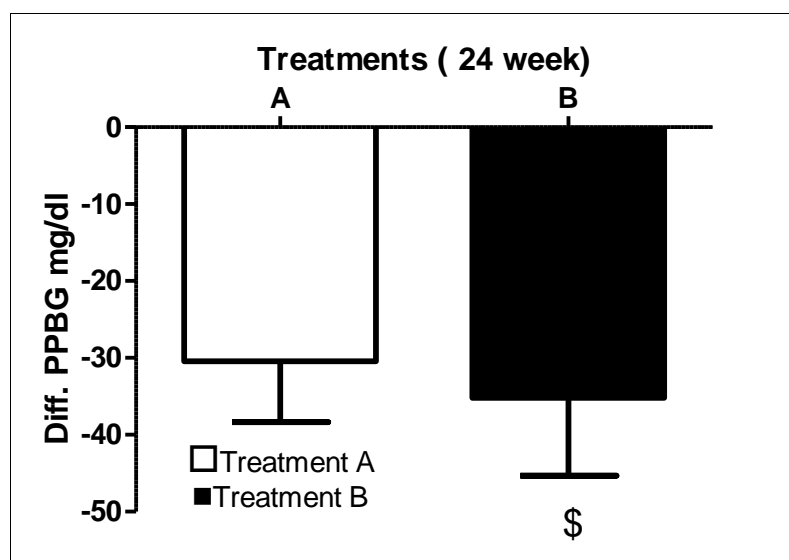 Treatments ( 24 week)
A
B
0
-10
-20
-30
-40
-50
Diff. PPBG mg/dl
Treatment A
Treatment B
$